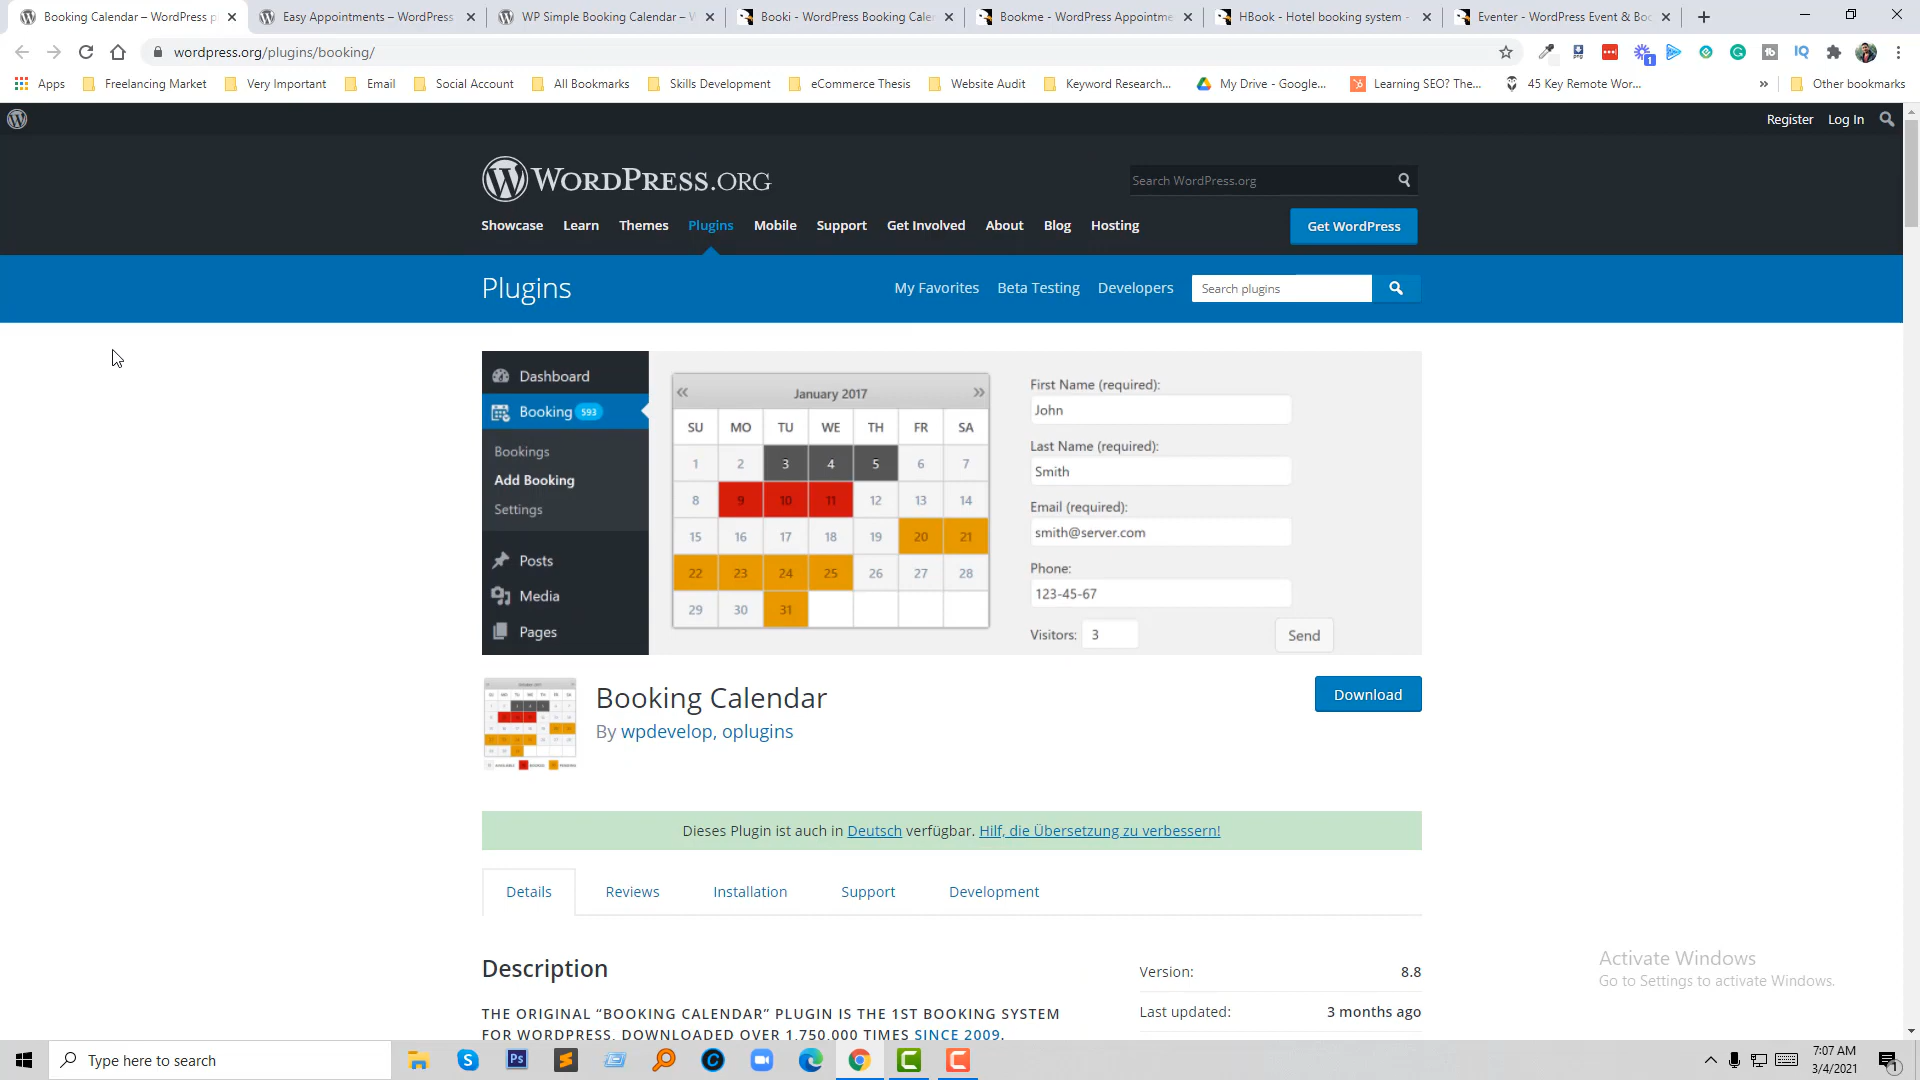 Booking Calendar – WordPress p
Easy Appointments – WordPress
WP Simple Booking Calendar – W
Booki - WordPress Booking Cale
Bookme - WordPress Appointme
HBook - Hotel booking system -
Eventer - WordPress Event & Boo
wordpress.org/plugins/booking/
Apps
Freelancing Market
Very Important
Email
Social Account
All Bookmarks
Skills Development
eCommerce Thesis
Website Audit
Keyword Research...
My Drive - Google...
Learning SEO? The...
45 Key Remote Wor...
Other bookmarks
Register Log In
WORDPRESS.ORG
Search WordPress.org
Showcase Learn Themes Plugins Mobile Support Get Involved About Blog Hosting
Get WordPress
Plugins
My Favorites Beta Testing Developers
Search plugins
Dashboard
Booking 593
Bookings
Add Booking
Settings
Posts
Media
Pages
« January 2017 »
SU MO TU WE TH FR SA
1 2 3 4 5 6 7
8 9 10 11 12 13 14
15 16 17 18 19 20 21
22 23 24 25 26 27 28
29 30 31
First Name (required):
John
Last Name (required):
Smith
Email (required):
smith@server.com
Phone:
123-45-67
Visitors: 3
Send
Booking Calendar
By wpdevelop, oplugins
Download
Dieses Plugin ist auch in Deutsch verfügbar. Hilf, die Übersetzung zu verbessern!
Details Reviews Installation Support Development
Description
THE ORIGINAL “BOOKING CALENDAR” PLUGIN IS THE 1ST BOOKING SYSTEM
FOR WORDPRESS. DOWNLOADED OVER 1,750,000 TIMES SINCE 2009.
Version: 8.8
Last updated: 3 months ago
Activate Windows
Go to Settings to activate Windows.
Type here to search
7:07 AM
3/4/2021